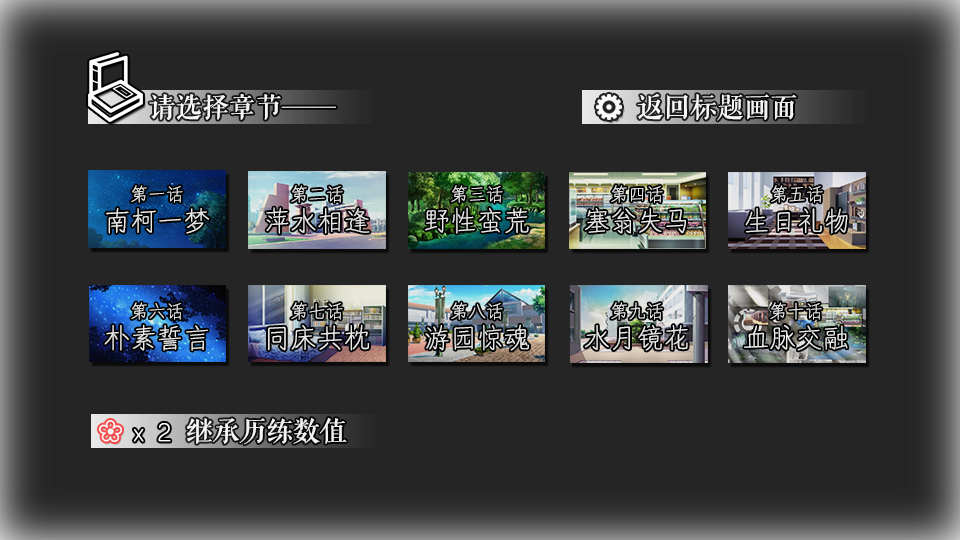 请选择章节——
返回标题画面
第一话
南柯一梦
第二话
萍水相逢
第三话
野性蛮荒
第四话
塞翁失马
第五话
生日礼物
第六话
朴素誓言
第七话
同床共枕
第八话
游园惊魂
第九话
水月镜花
第十话
血脉交融
x 2 继承历练数值